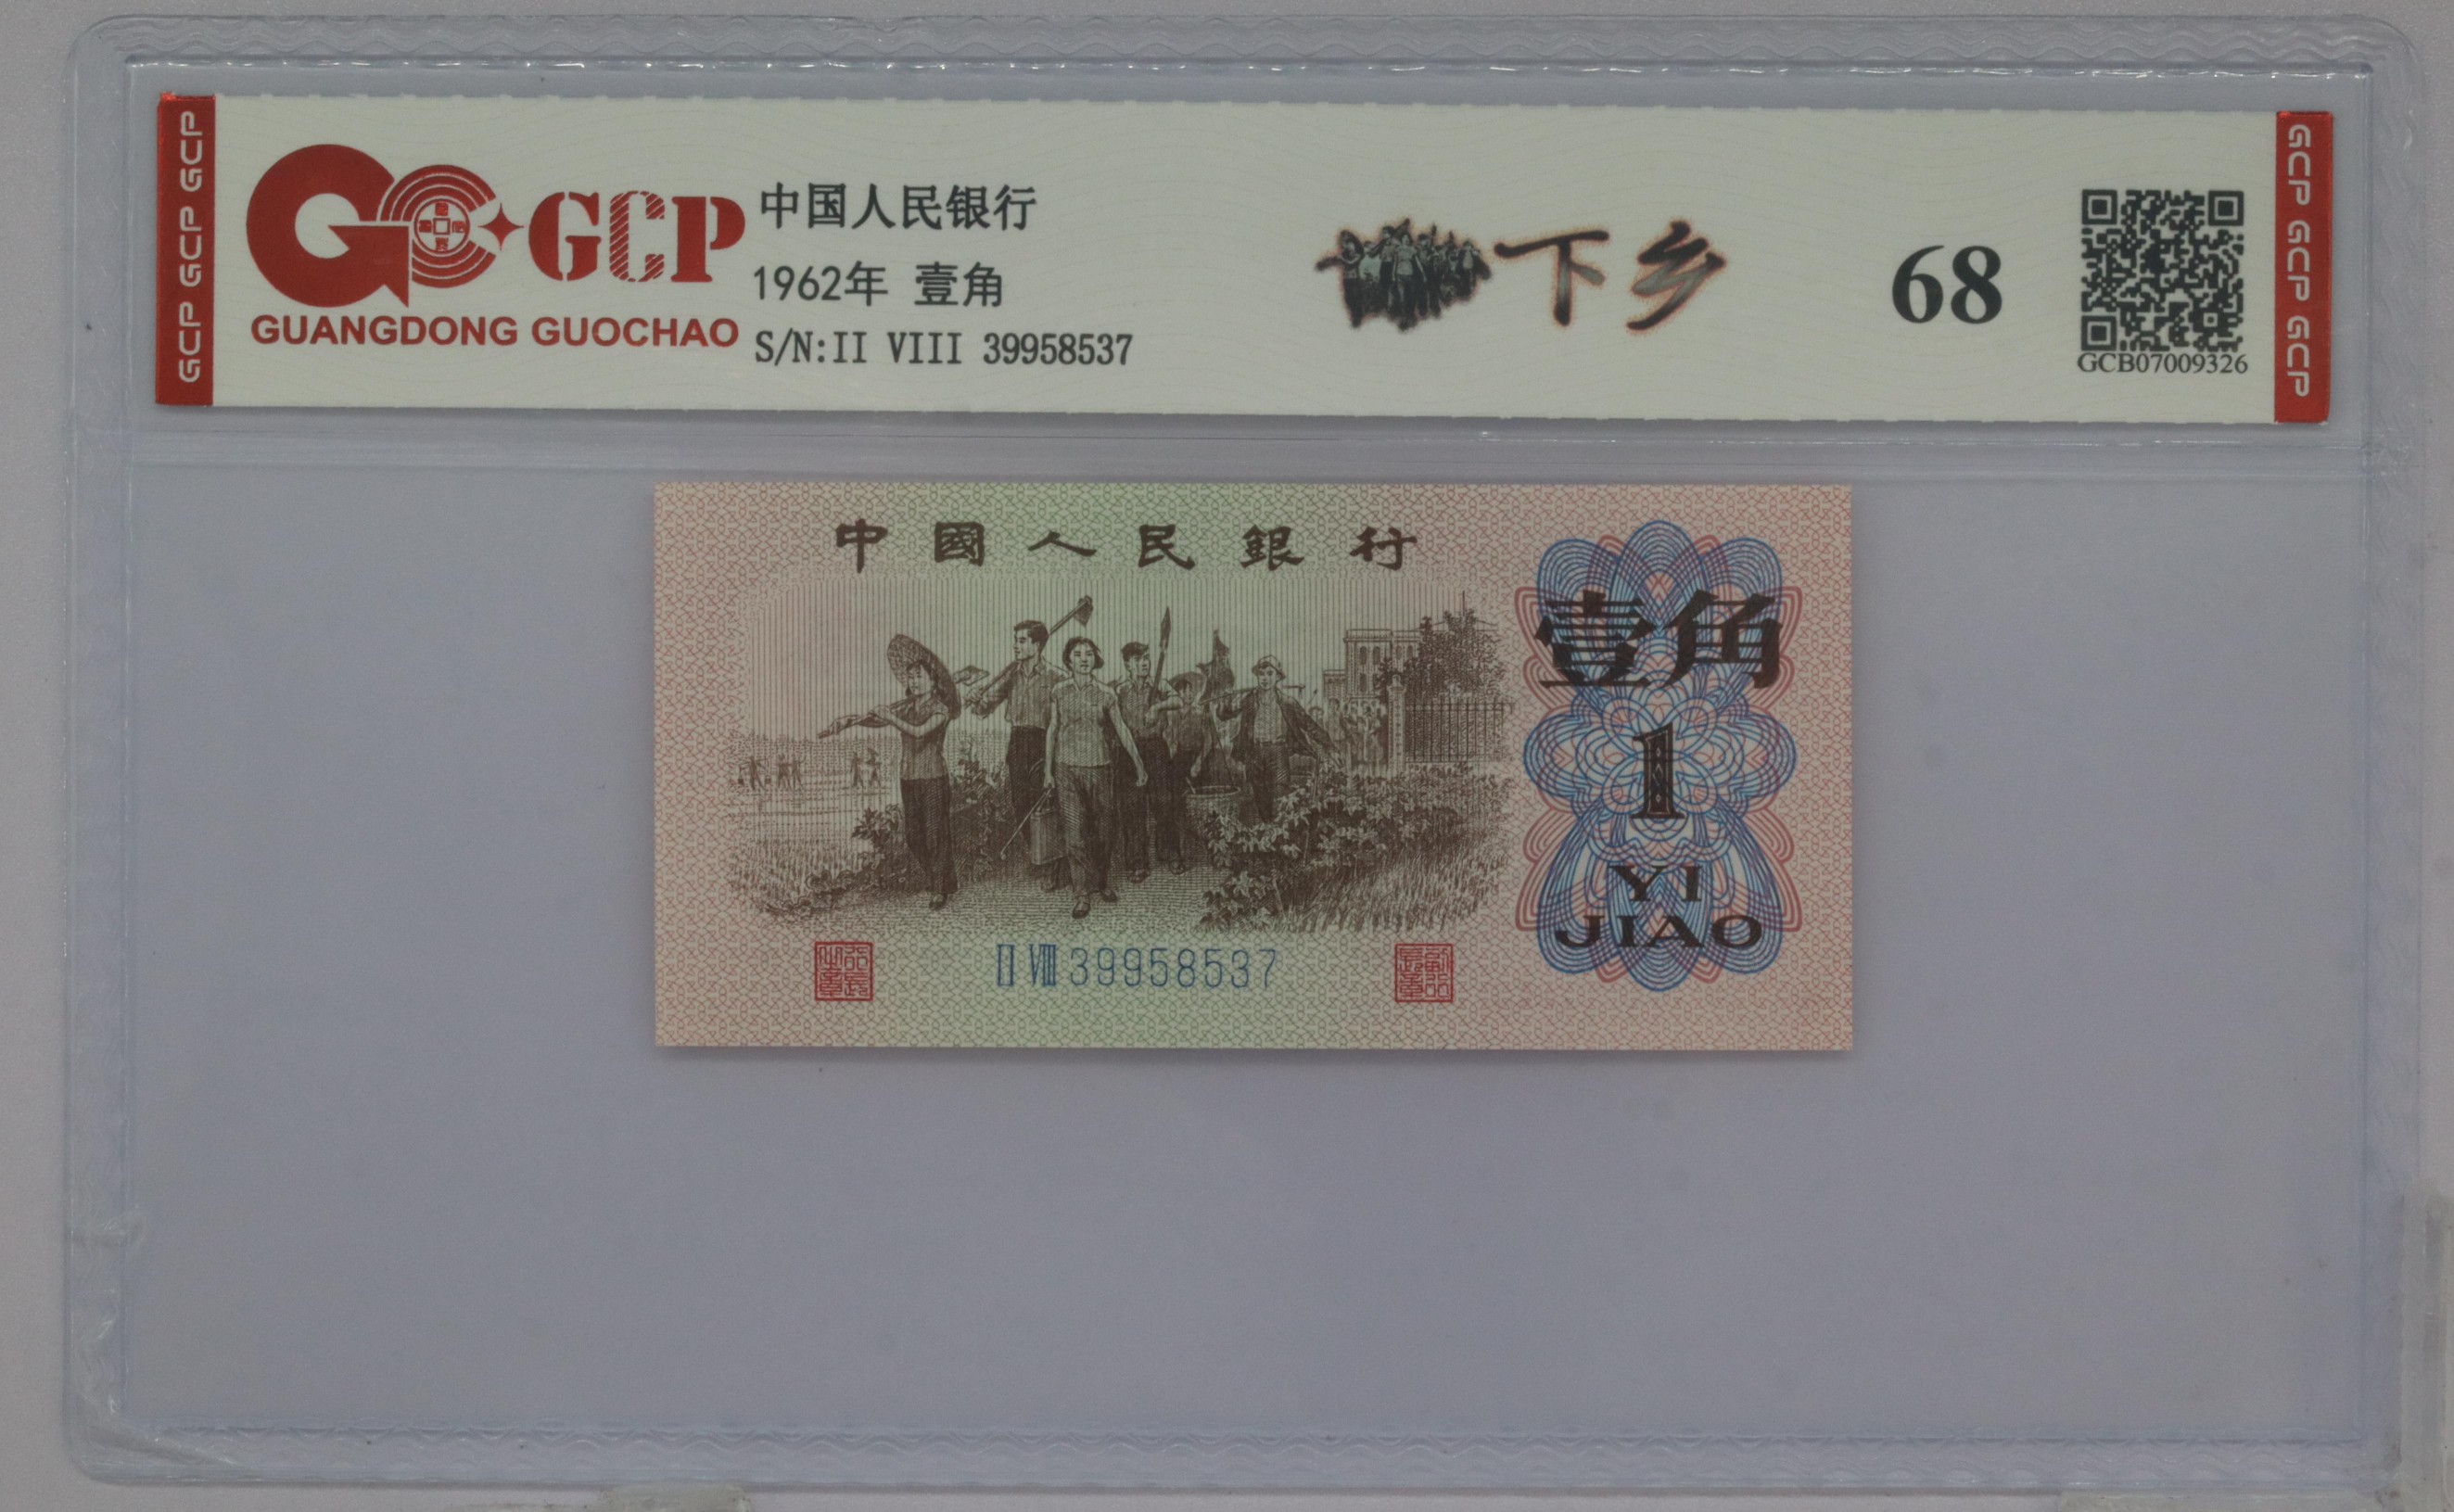 GCP GCP GCP
GCP
GUANGDONG GUOCHAO
中国人民银行
1962年 壹角
S/N:II VIII 39958537
下乡
68
GCB07009326
GCP GCP GCP
中國人民銀行
壹角
1
YI
JIAO
II VIII 39958537